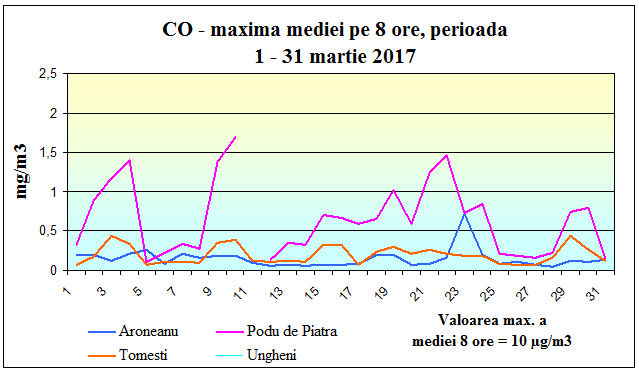 CO - maxima mediei pe 8 ore, perioada
1 - 31 martie 2017
mg/m3
2,5
2
1,5
1
0,5
0
1 3 5 7 9 11 13 15 17 19 21 23 25 27 29 31
Aroneanu Podu de Piatra
Tomesti Ungheni
Valoarea max. a
mediei 8 ore = 10 µg/m3